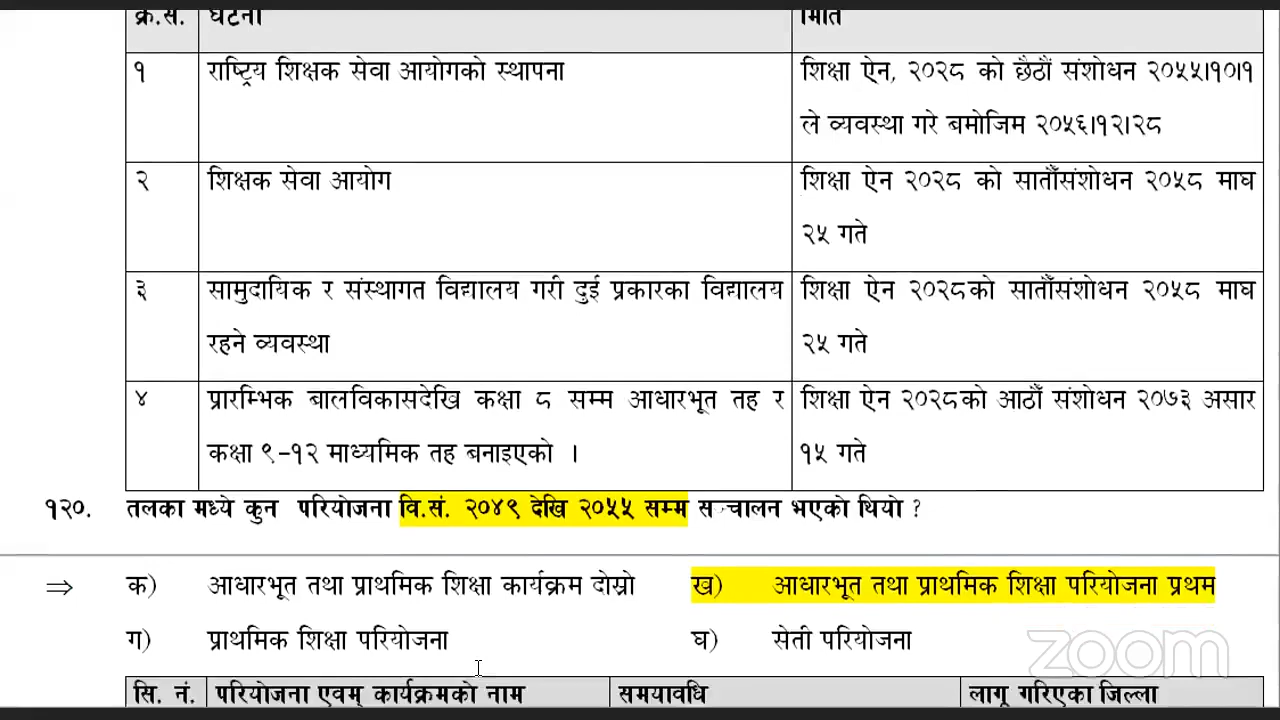 क्र.स. घटना मिति
१ राष्ट्रिय शिक्षक सेवा आयोगको स्थापना शिक्षा ऐन, २०२८ को छैठौं संशोधन २०५५।१०।१
ले व्यवस्था गरे बमोजिम २०५६।१२।२८
२ शिक्षक सेवा आयोग शिक्षा ऐन २०२८ को सातौँसंशोधन २०५८ माघ
२५ गते
३ सामुदायिक र संस्थागत विद्यालय गरी दुई प्रकारका विद्यालय शिक्षा ऐन २०२८को सातौँसंशोधन २०५८ माघ
रहने व्यवस्था २५ गते
४ प्रारम्भिक बालविकासदेखि कक्षा ८ सम्म आधारभूत तह र शिक्षा ऐन २०२८को आठौँ संशोधन २०७३ असार
कक्षा ९-१२ माध्यमिक तह बनाइएको । १५ गते
१२०. तलका मध्ये कुन परियोजना वि.सं. २०४९ देखि २०५५ सम्म सञ्चालन भएको थियो ?
⇒ क) आधारभूत तथा प्राथमिक शिक्षा कार्यक्रम दोस्रो ख) आधारभूत तथा प्राथमिक शिक्षा परियोजना प्रथम
ग) प्राथमिक शिक्षा परियोजना घ) सेती परियोजना
zoom
सि. नं. परियोजना एवम् कार्यक्रमको नाम समयावधि लागू गरिएका जिल्ला